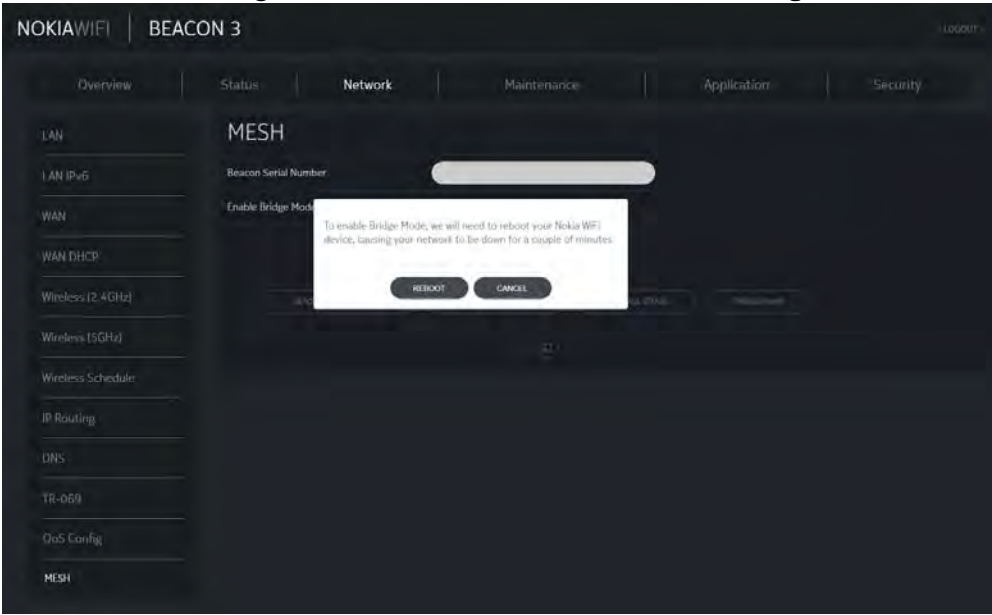 NOKIAWIFI BEACON 3
‹ LOGOUT ›
Overview Status Network Maintenance Application Security
LAN
MESH
LAN IPv6
Beacon Serial Number
WAN
Enable Bridge Mode
To enable Bridge Mode, we will need to reboot your Nokia WiFi
device, causing your network to be down for a couple of minutes
WAN DHCP
REBOOT CANCEL
Wireless (2.4GHz)
Wireless (5GHz)
Wireless Schedule
IP Routing
DNS
TR-069
QoS Config
MESH